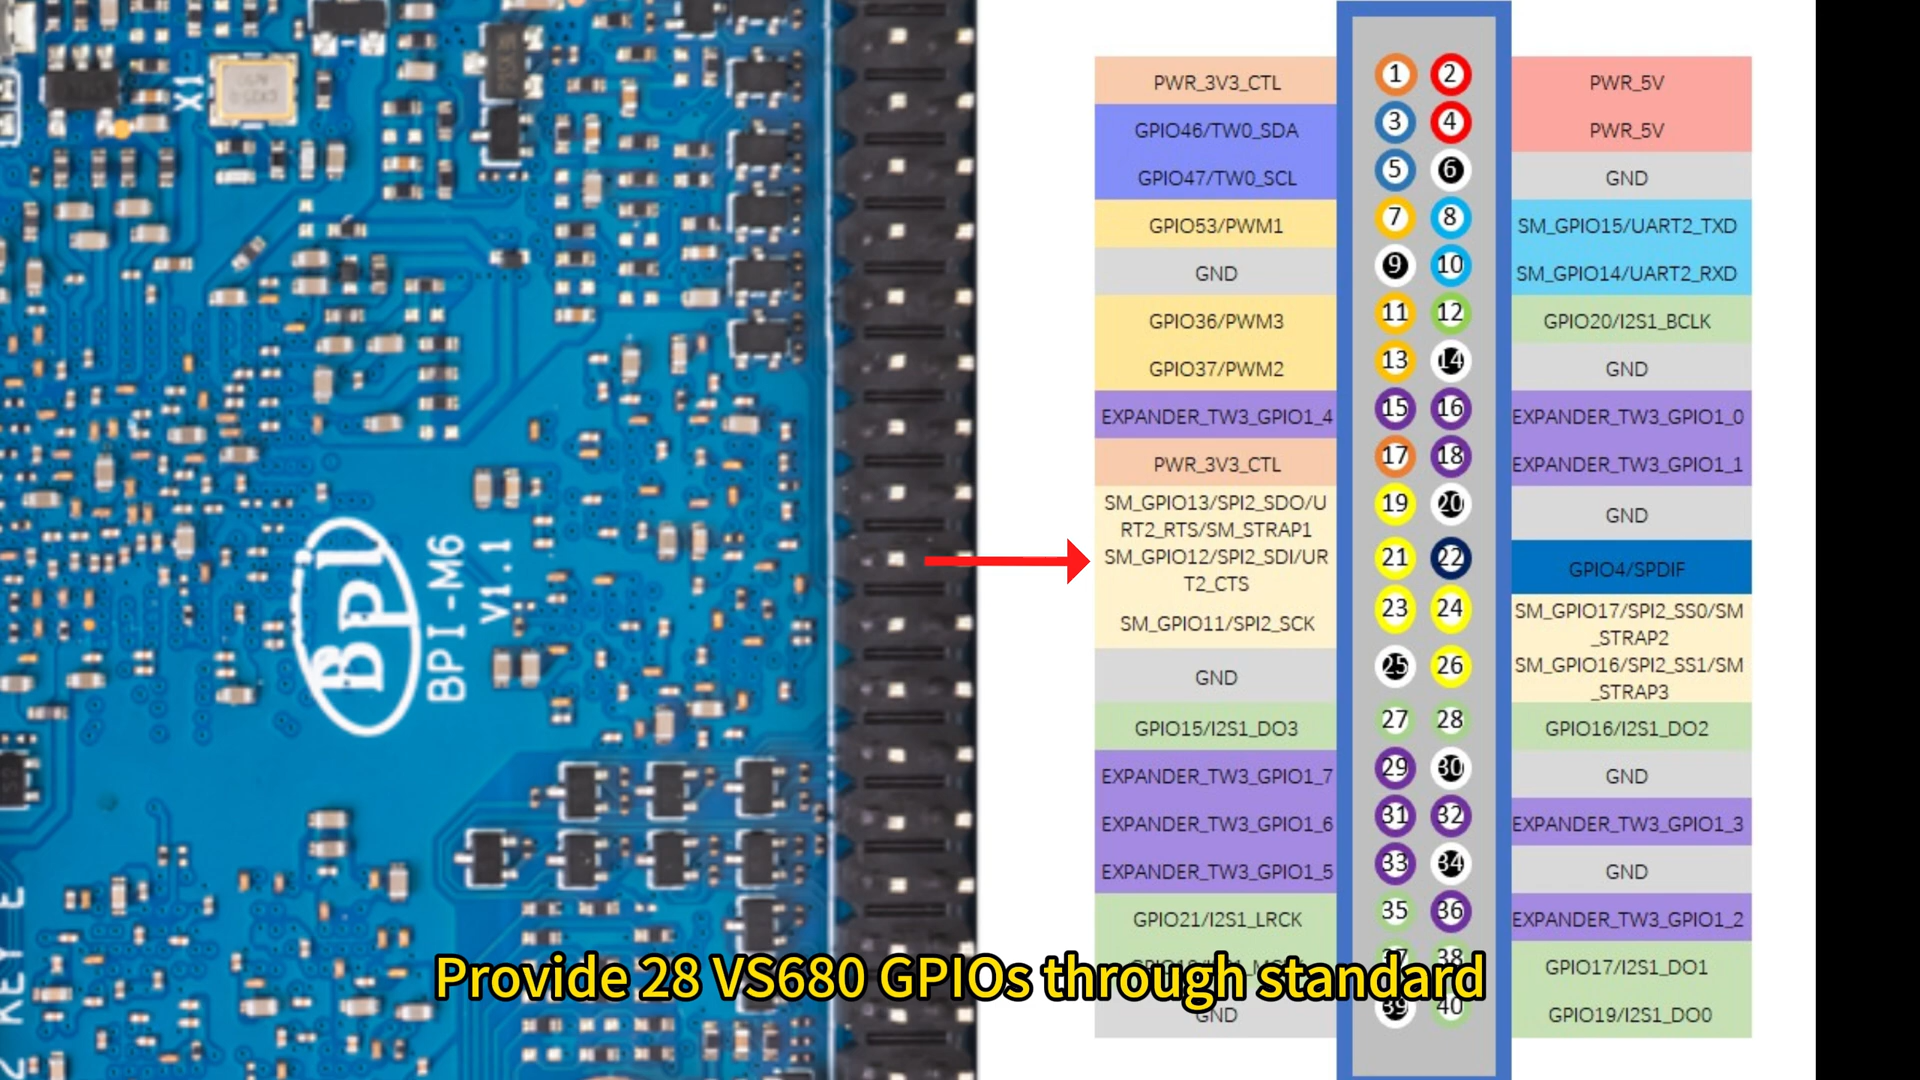 X1
BPI
BPI-M6
V1.1
2 KEY E
PWR_3V3_CTL 1 2 PWR_5V
GPIO46/TW0_SDA 3 4 PWR_5V
GPIO47/TW0_SCL 5 6 GND
GPIO53/PWM1 7 8 SM_GPIO15/UART2_TXD
GND 9 10 SM_GPIO14/UART2_RXD
GPIO36/PWM3 11 12 GPIO20/I2S1_BCLK
GPIO37/PWM2 13 14 GND
EXPANDER_TW3_GPIO1_4 15 16 EXPANDER_TW3_GPIO1_0
PWR_3V3_CTL 17 18 EXPANDER_TW3_GPIO1_1
SM_GPIO13/SPI2_SDO/U
RT2_RTS/SM_STRAP1 19 20 GND
SM_GPIO12/SPI2_SDI/UR
T2_CTS 21 22 GPIO4/SPDIF
SM_GPIO11/SPI2_SCK 23 24 SM_GPIO17/SPI2_SS0/SM
_STRAP2
GND 25 26 SM_GPIO16/SPI2_SS1/SM
_STRAP3
GPIO15/I2S1_DO3 27 28 GPIO16/I2S1_DO2
EXPANDER_TW3_GPIO1_7 29 30 GND
EXPANDER_TW3_GPIO1_6 31 32 EXPANDER_TW3_GPIO1_3
EXPANDER_TW3_GPIO1_5 33 34 GND
GPIO21/I2S1_LRCK 35 36 EXPANDER_TW3_GPIO1_2
37 38 GPIO17/I2S1_DO1
Provide 28 VS680 GPIOs through standard
GND 39 40 GPIO19/I2S1_DO0